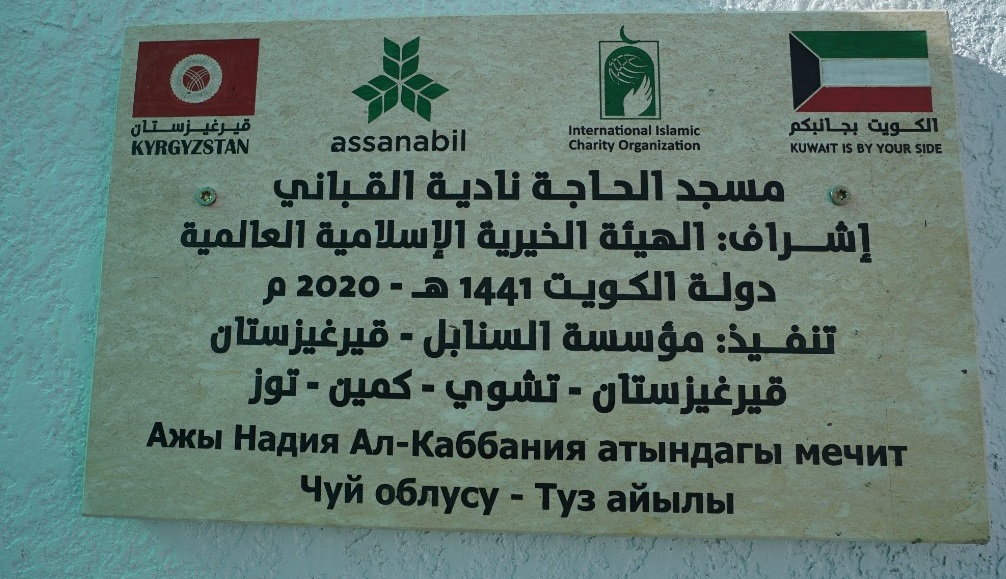 قيرغيزستان
KYRGYZSTAN
assanabil
International Islamic
Charity Organization
الكويت بجانبكم
KUWAIT IS BY YOUR SIDE
مسجد الحاجة نادية القباني
إشراف: الهيئة الخيرية الإسلامية العالمية
دولة الكويت 1441 هـ - 2020 م
تنفيذ: مؤسسة السنابل - قيرغيزستان
قيرغيزستان - تشوي - كمين - توز
Ажы Надия Ал-Каббания атындагы мечит
Чуй облусу - Туз айылы